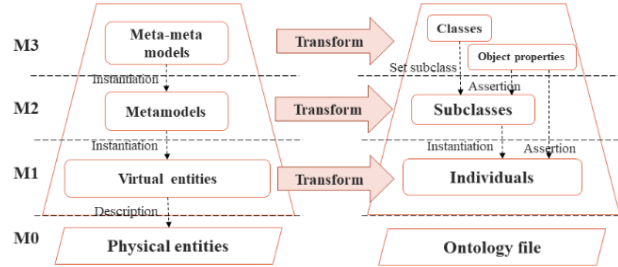 M3
Meta-meta
models
Transform
Classes
Object properties
Instantiation
Set subclass
Assertion
M2
Metamodels
Transform
Subclasses
Instantiation
Instantiation
Assertion
M1
Virtual entities
Transform
Individuals
Description
M0
Physical entities
Ontology file